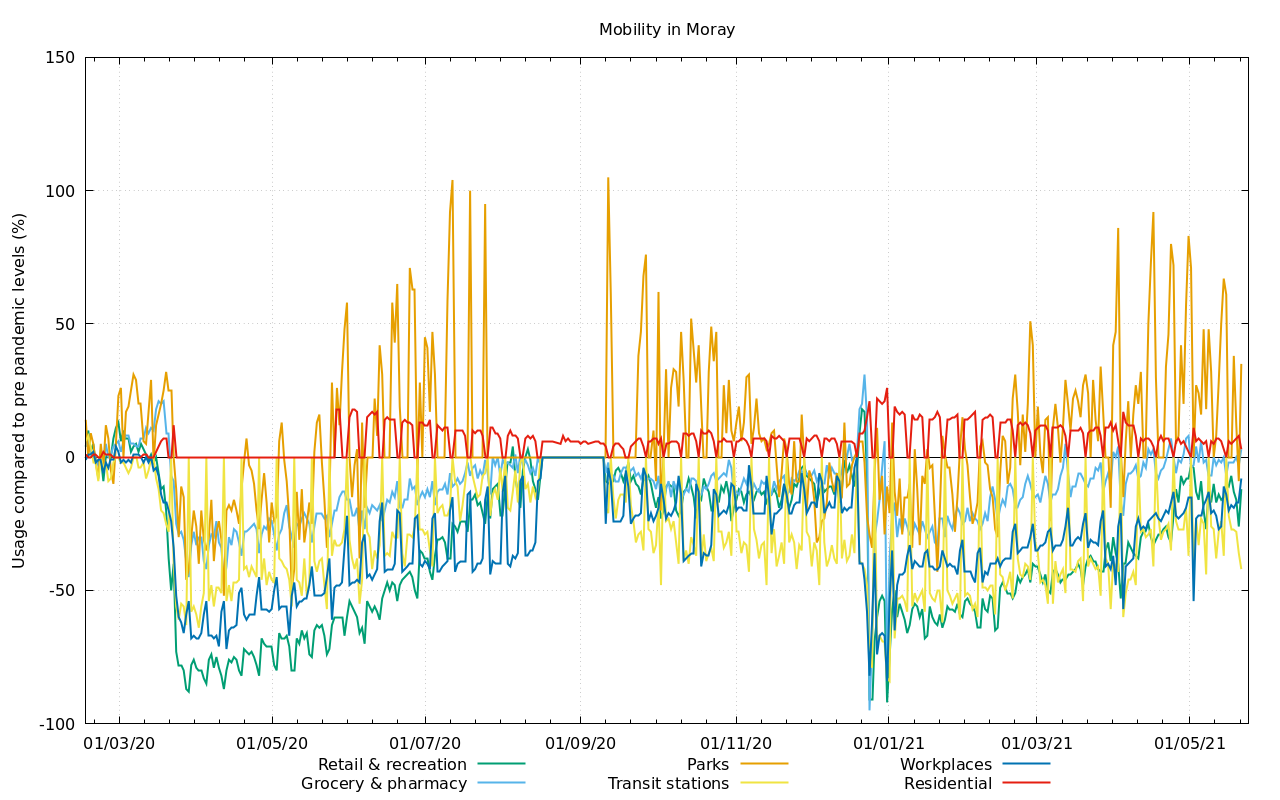 Mobility in Moray
Usage compared to pre pandemic levels (%)
150
100
50
0
-50
-100
01/03/20 01/05/20 01/07/20 01/09/20 01/11/20 01/01/21 01/03/21 01/05/21
Retail & recreation Parks Workplaces
Grocery & pharmacy Transit stations Residential